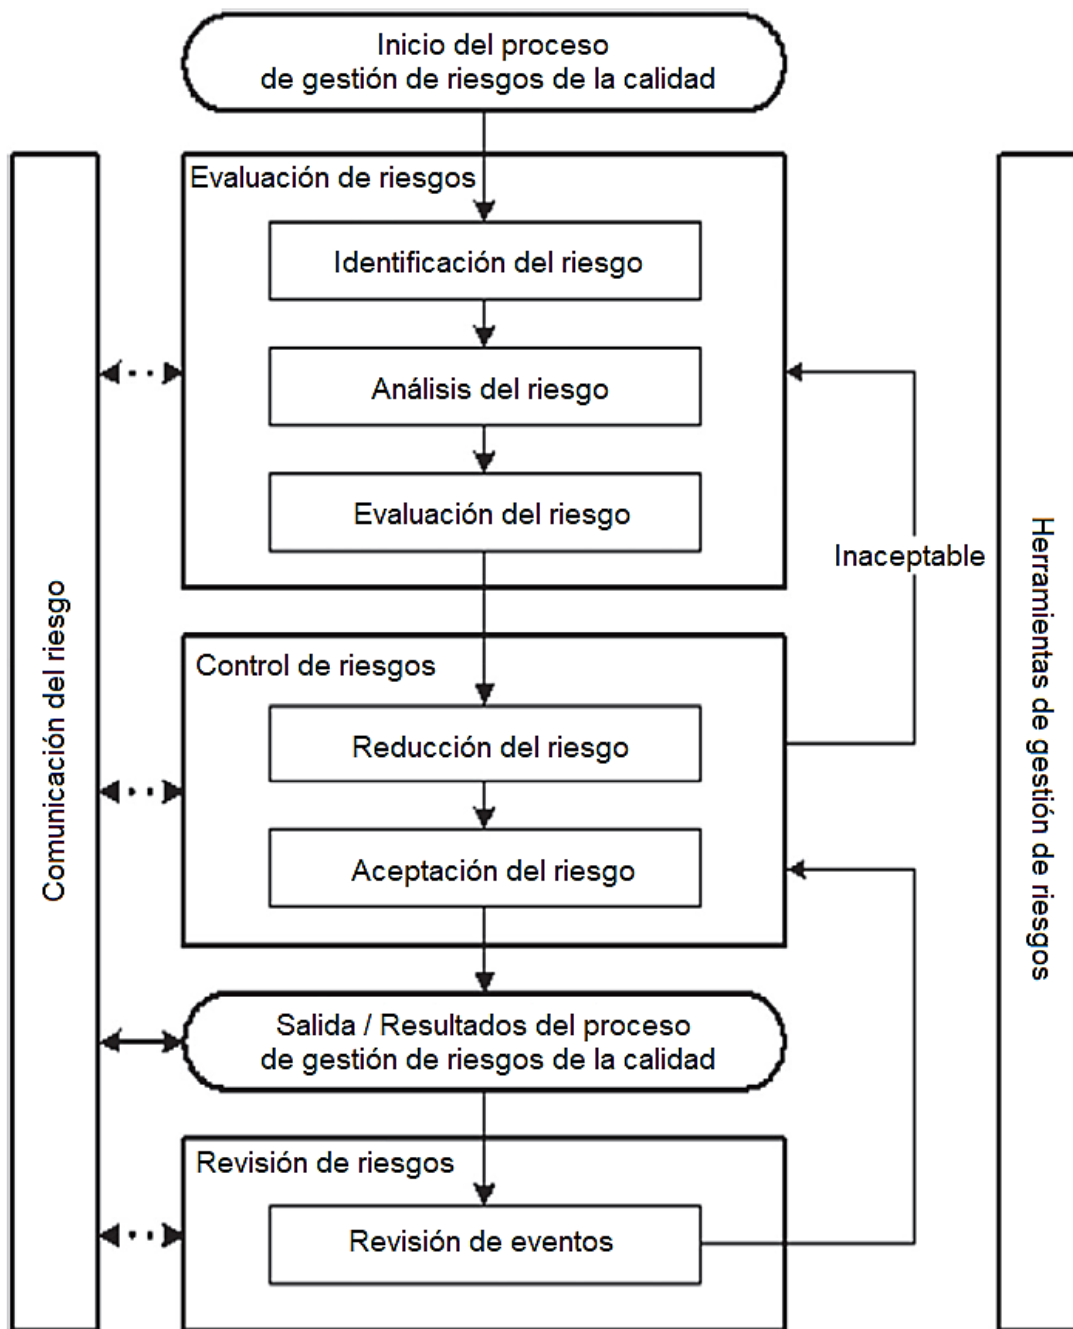 Inicio del proceso
de gestión de riesgos de la calidad
Evaluación de riesgos
Identificación del riesgo
Análisis del riesgo
Evaluación del riesgo
Inaceptable
Control de riesgos
Reducción del riesgo
Aceptación del riesgo
Salida / Resultados del proceso
de gestión de riesgos de la calidad
Revisión de riesgos
Revisión de eventos
Comunicación del riesgo
Herramientas de gestión de riesgos